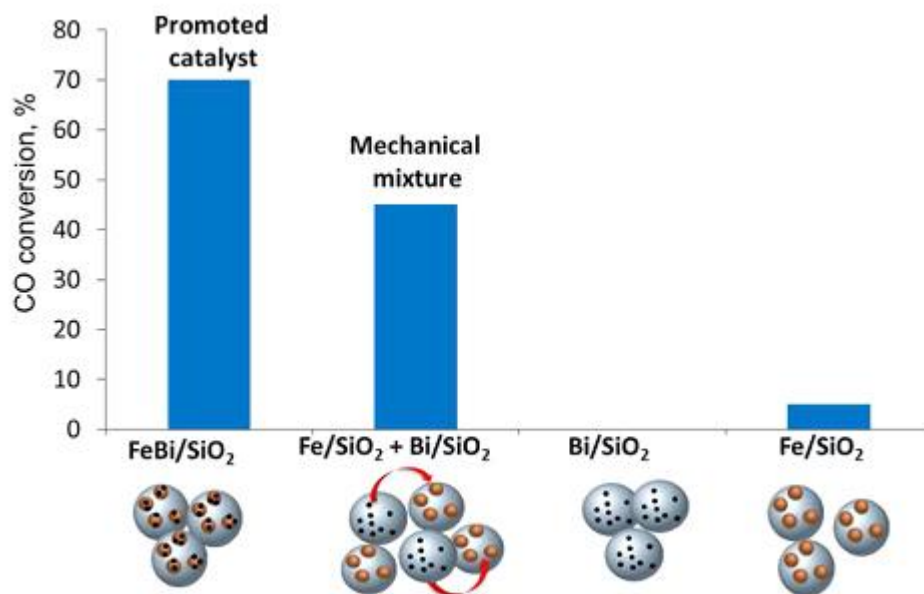 Promoted
catalyst
Mechanical
mixture
CO conversion, %
80
70
60
50
40
30
20
10
0
FeBi/SiO₂
Fe/SiO₂ + Bi/SiO₂
Bi/SiO₂
Fe/SiO₂